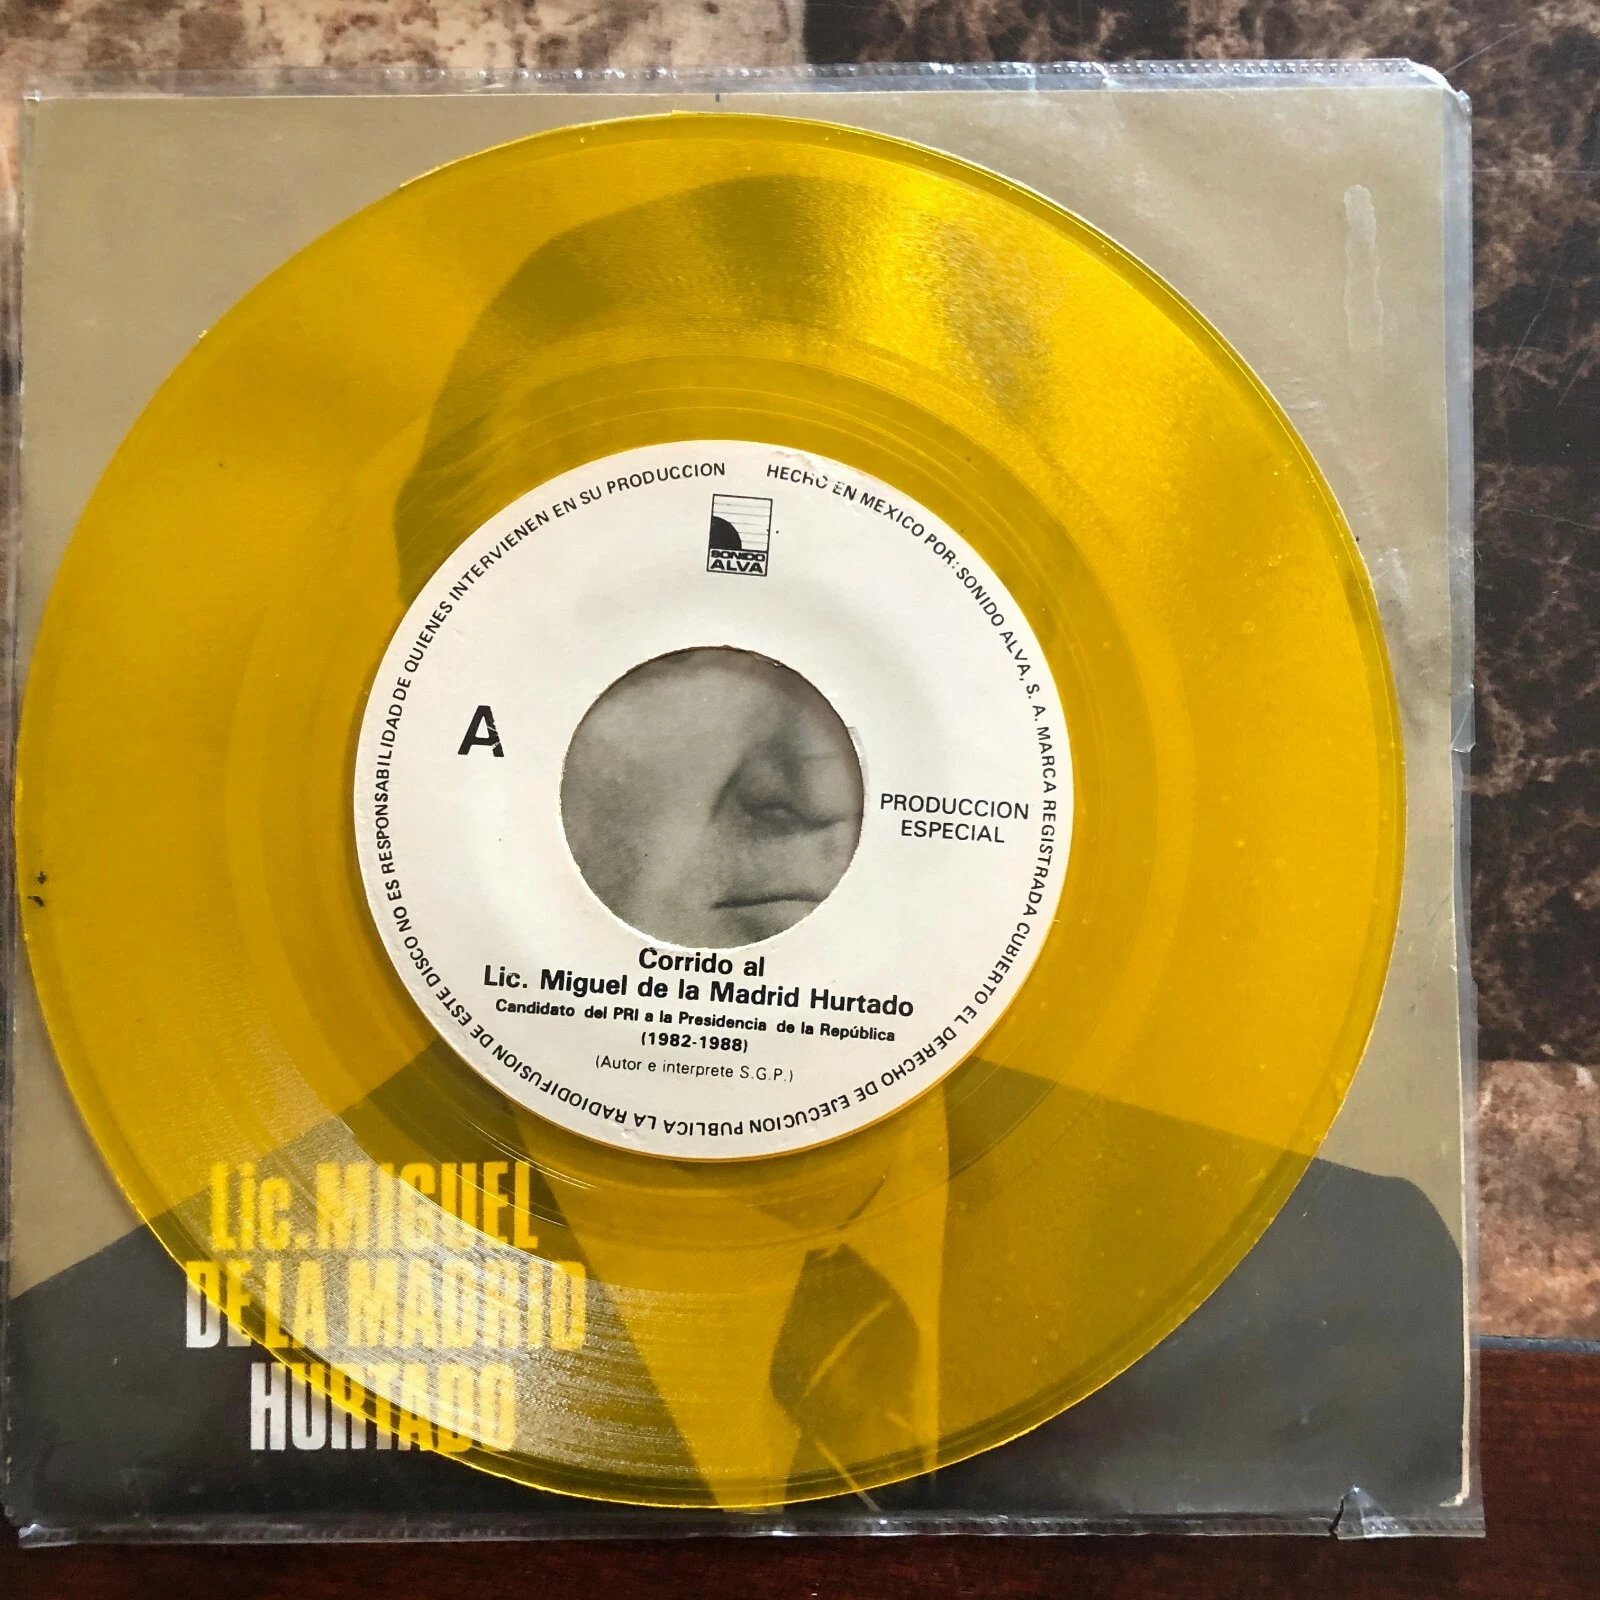 HECHO EN MEXICO POR: SONIDO ALVA, S. A. MARCA REGISTRADA CUBIERTO EL DERECHO DE EJECUCION PUBLICA LA RADIODIFUSION DE ESTE DISCO NO ES RESPONSABILIDAD DE QUIENES INTERVIENEN EN SU PRODUCCION
SONIDO
ALVA
A
PRODUCCION
ESPECIAL
Corrido al
Lic. Miguel de la Madrid Hurtado
Candidato del PRI a la Presidencia de la República
(1982-1988)
(Autor e interprete S.G.P.)
Lic. MIGUEL
DE LA MADRID
HURTADO